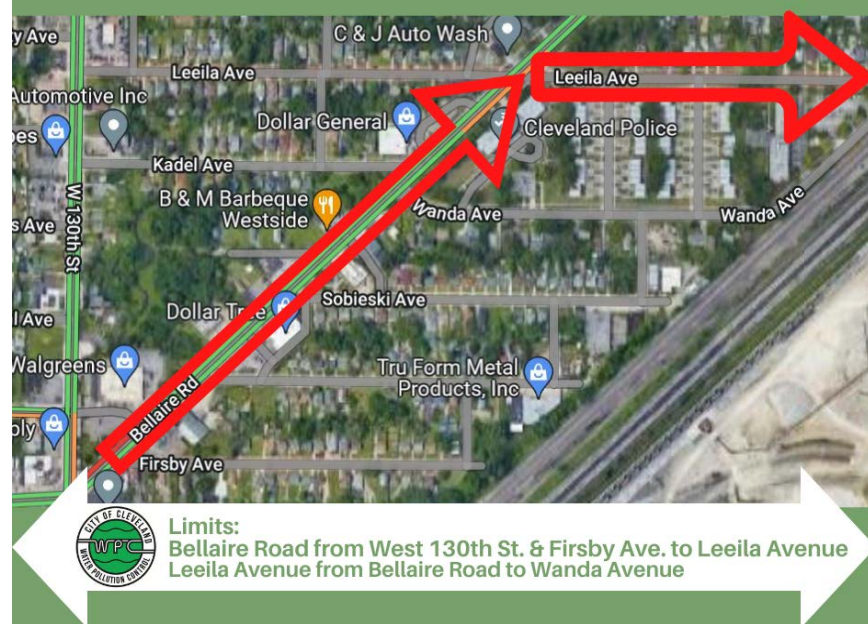 y Ave
C & J Auto Wash
Leeila Ave
Leeila Ave
Automotive Inc
Dollar General
Cleveland Police
pes
Kadel Ave
B & M Barbeque
Westside
W 130th St
s Ave
Wanda Ave
Wanda Ave
Dollar Tree
Sobieski Ave
l Ave
Walgreens
Tru Form Metal
Products, Inc
Bellaire Rd
ply
Firsby Ave
CITY OF CLEVELAND
WPC
WATER POLLUTION CONTROL
Limits:
Bellaire Road from West 130th St. & Firsby Ave. to Leeila Avenue
Leeila Avenue from Bellaire Road to Wanda Avenue